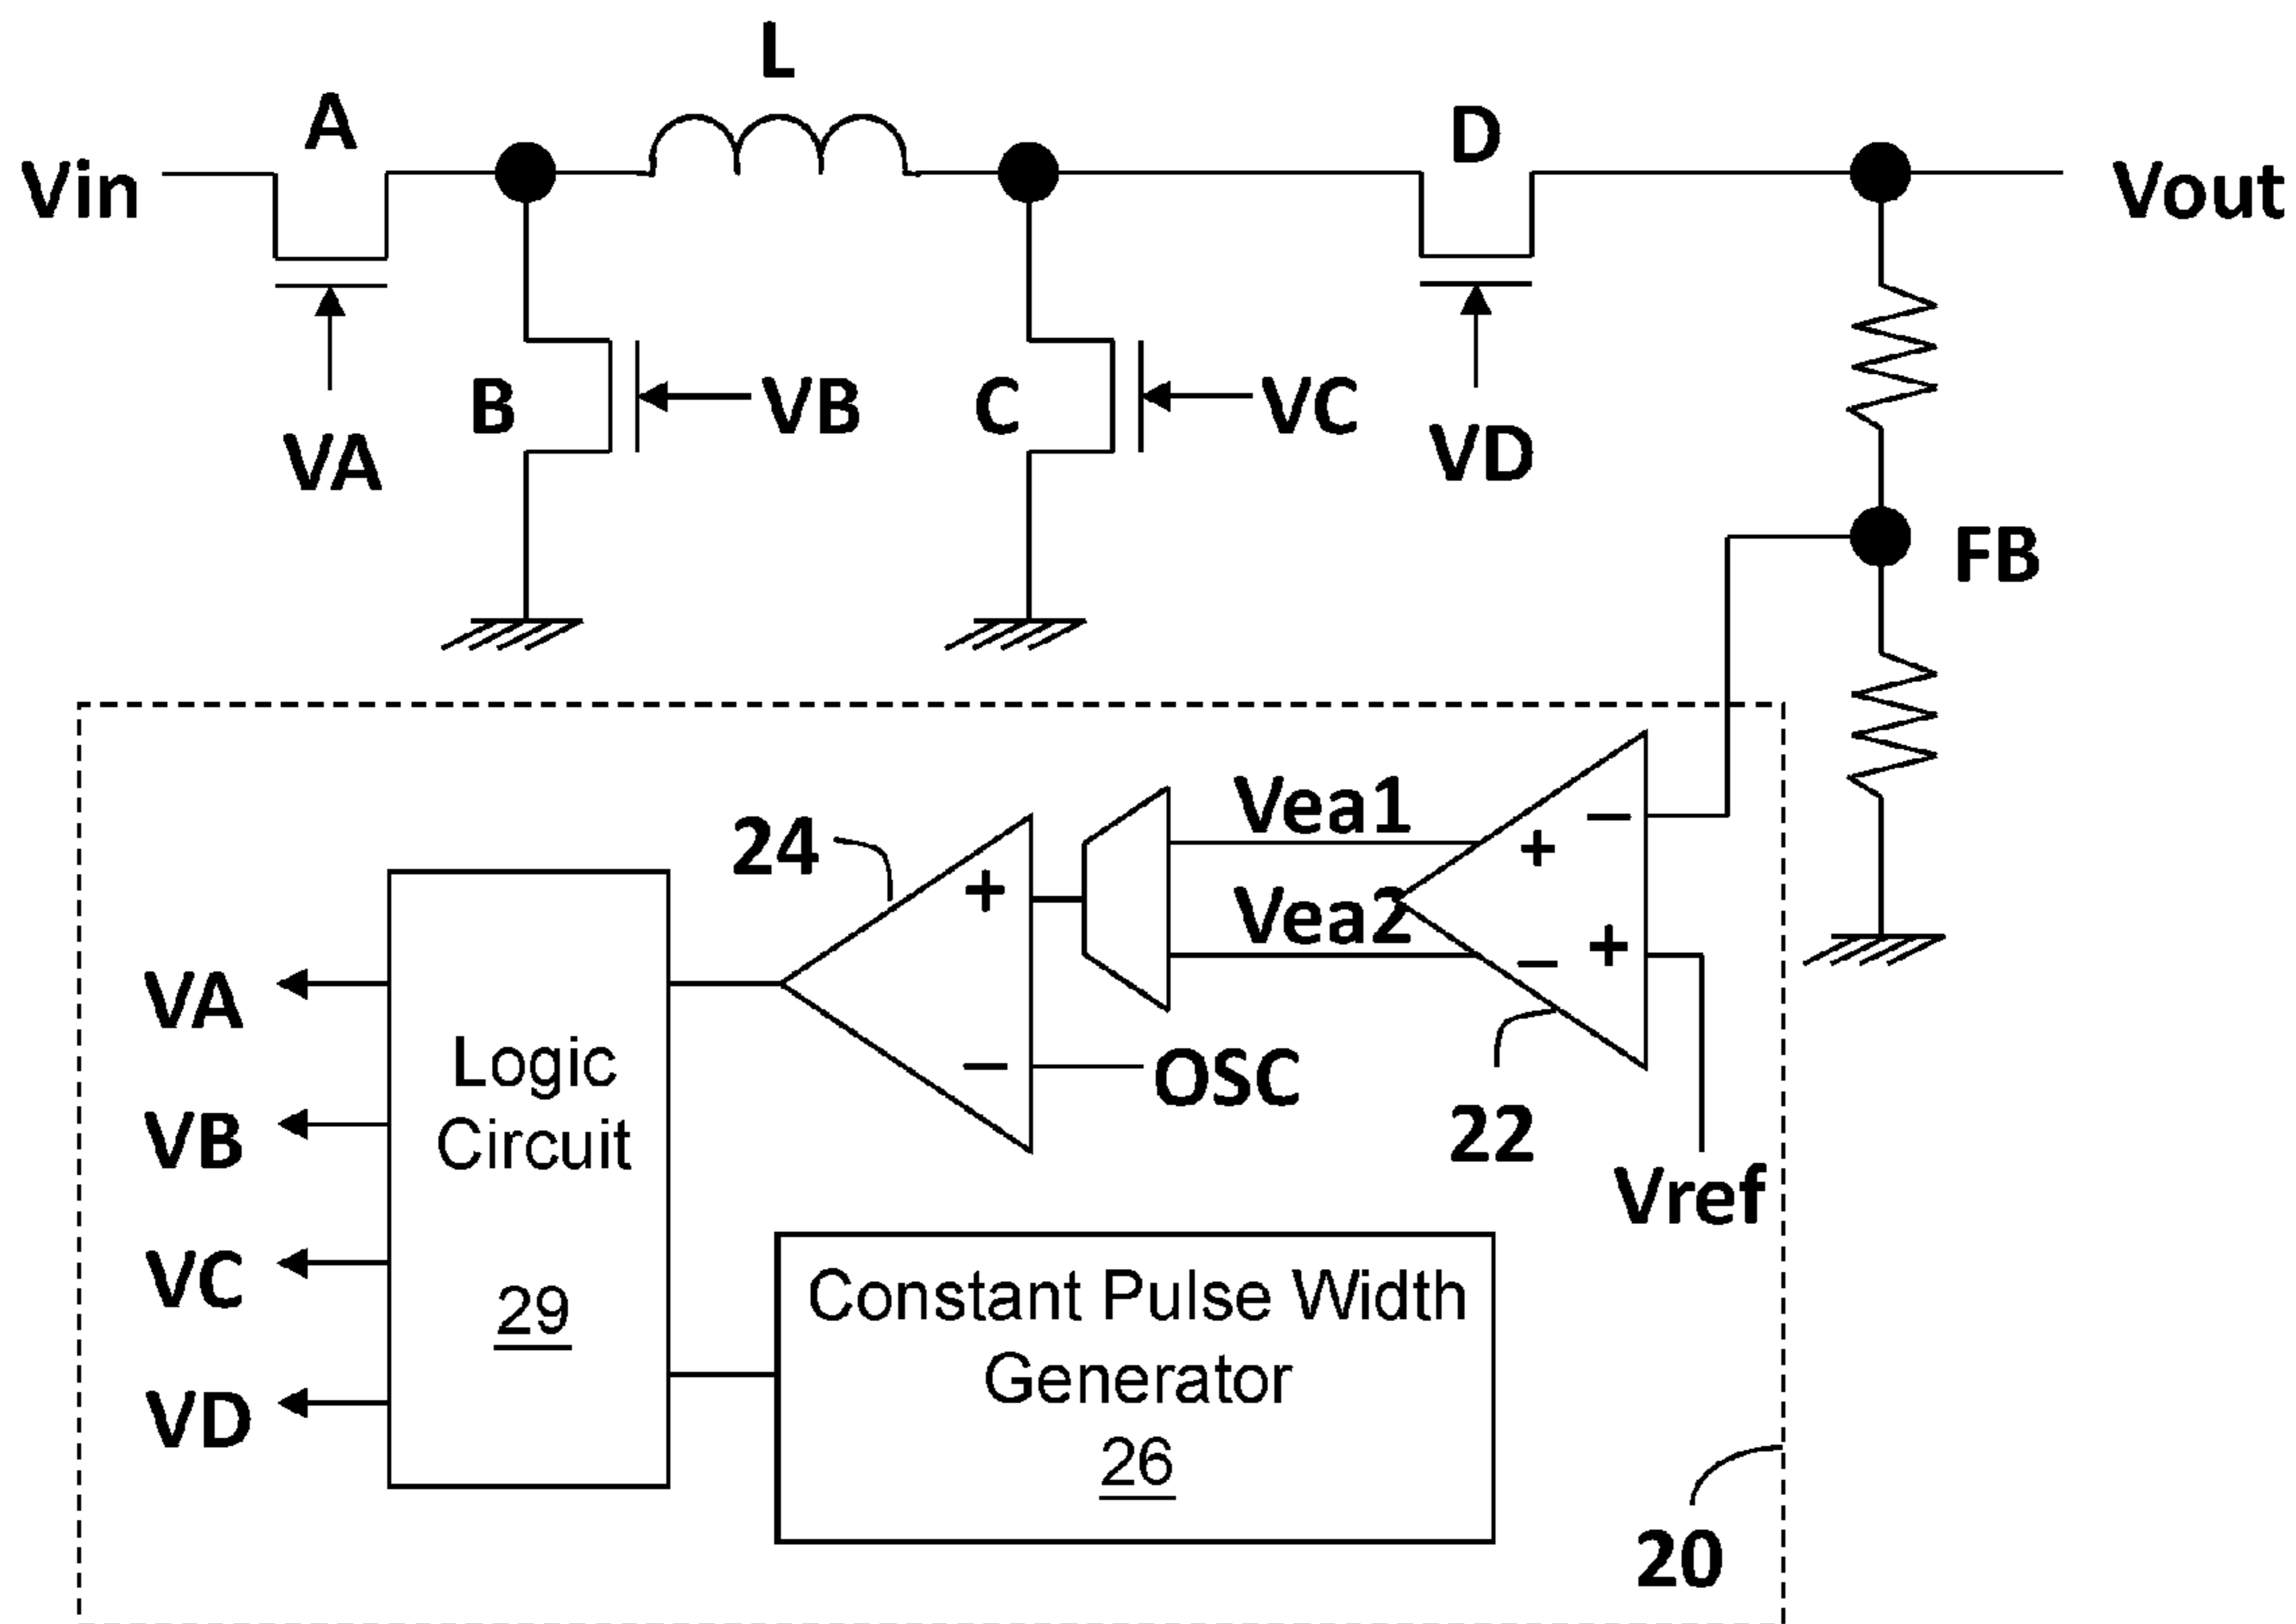 L
A
D
Vin
Vout
B
VB
C
VC
VA
VD
FB
Vea1
24
+
−
+
Vea2
+
−
VA
Logic
Circuit
−
OSC
VB
22
Vref
VC
29
Constant Pulse Width
Generator
26
VD
20